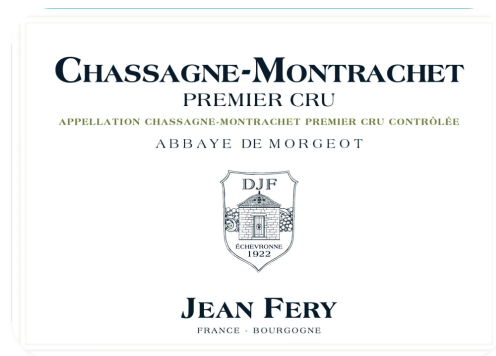 CHASSAGNE-MONTRACHET
PREMIER CRU
APPELLATION CHASSAGNE-MONTRACHET PREMIER CRU CONTRÔLÉE
ABBAYE DE MORGEOT
DJF
ÉCHEVRONNE
1922
JEAN FERY
FRANCE · BOURGOGNE